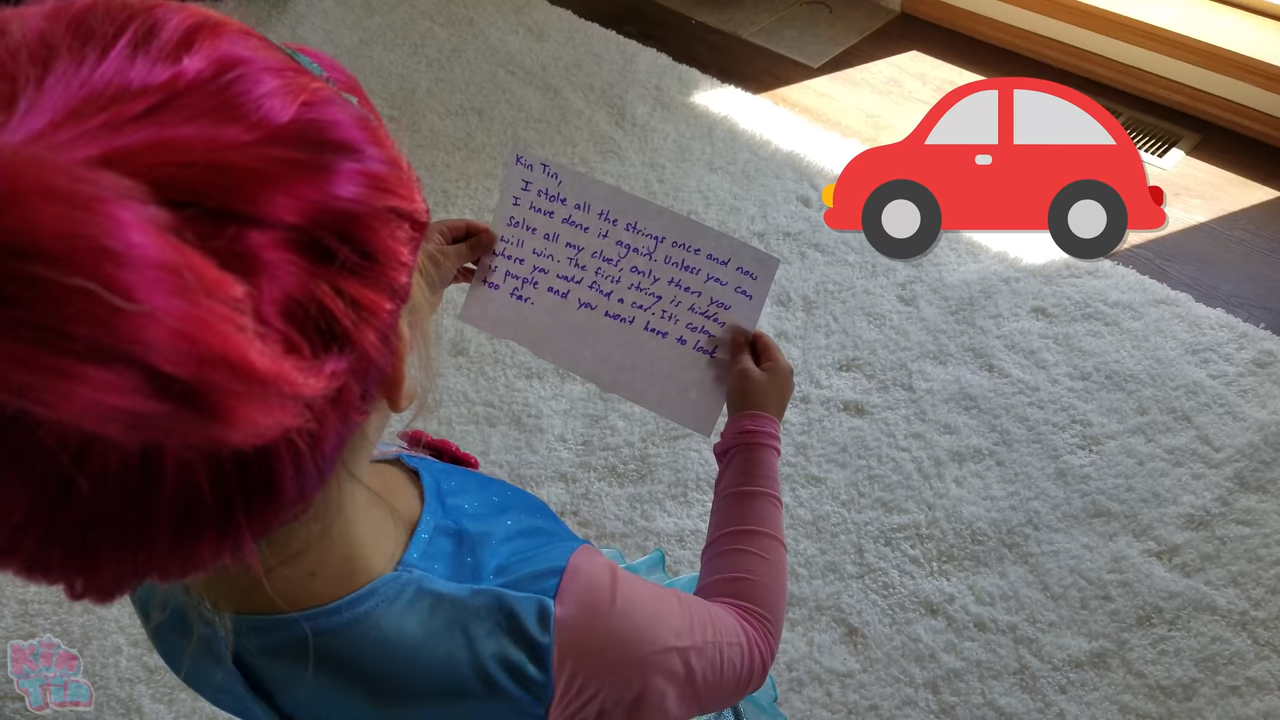 Kin Tin,
I stole all the strings once and now
I have done it again. Unless you can
solve all my clues, only then you
will win. The first string is hidden
where you would find a car. It's color
is purple and you won't have to look
too far.
Kin
Tin